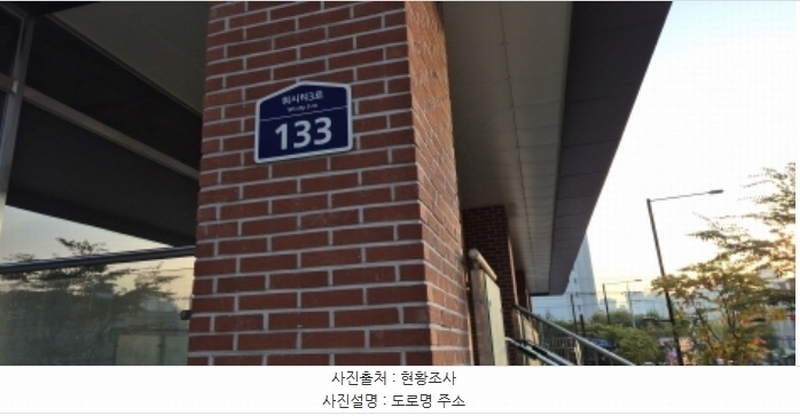 위시티3로
133
사진출처 : 현황조사
사진설명 : 도로명 주소